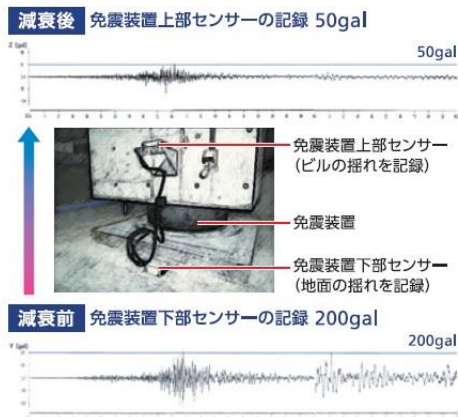 減衰後 免震装置上部センサーの記録 50gal
50gal
免震装置上部センサー
(ビルの揺れを記録)
免震装置
免震装置下部センサー
(地面の揺れを記録)
減衰前 免震装置下部センサーの記録 200gal
200gal